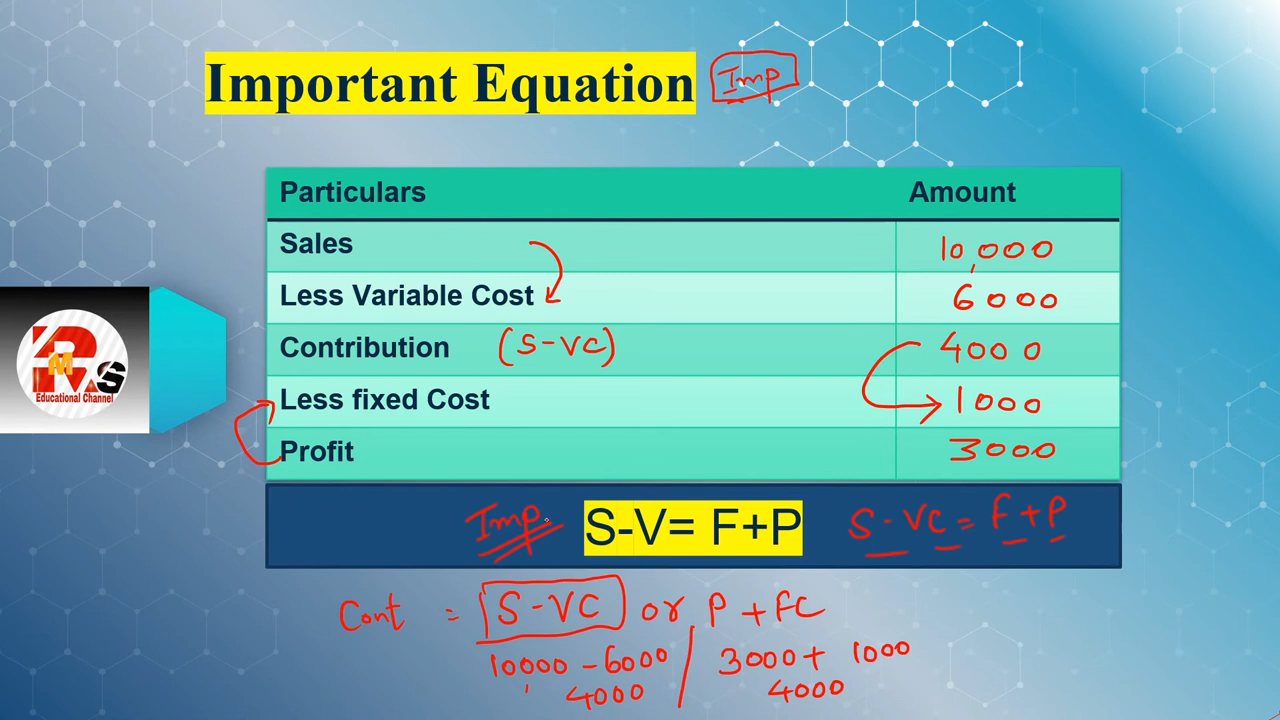 Important Equation Imp
Particulars Amount
Sales 10,000
Less Variable Cost 6000
Contribution (S-VC) 4000
Less fixed Cost 1000
Profit 3000
Imp S-V= F+P S-VC = F+P
Cont = S-VC or P + FC
10000 - 6000 / 3000 + 1000
4000 4000
M S
Educational Channel